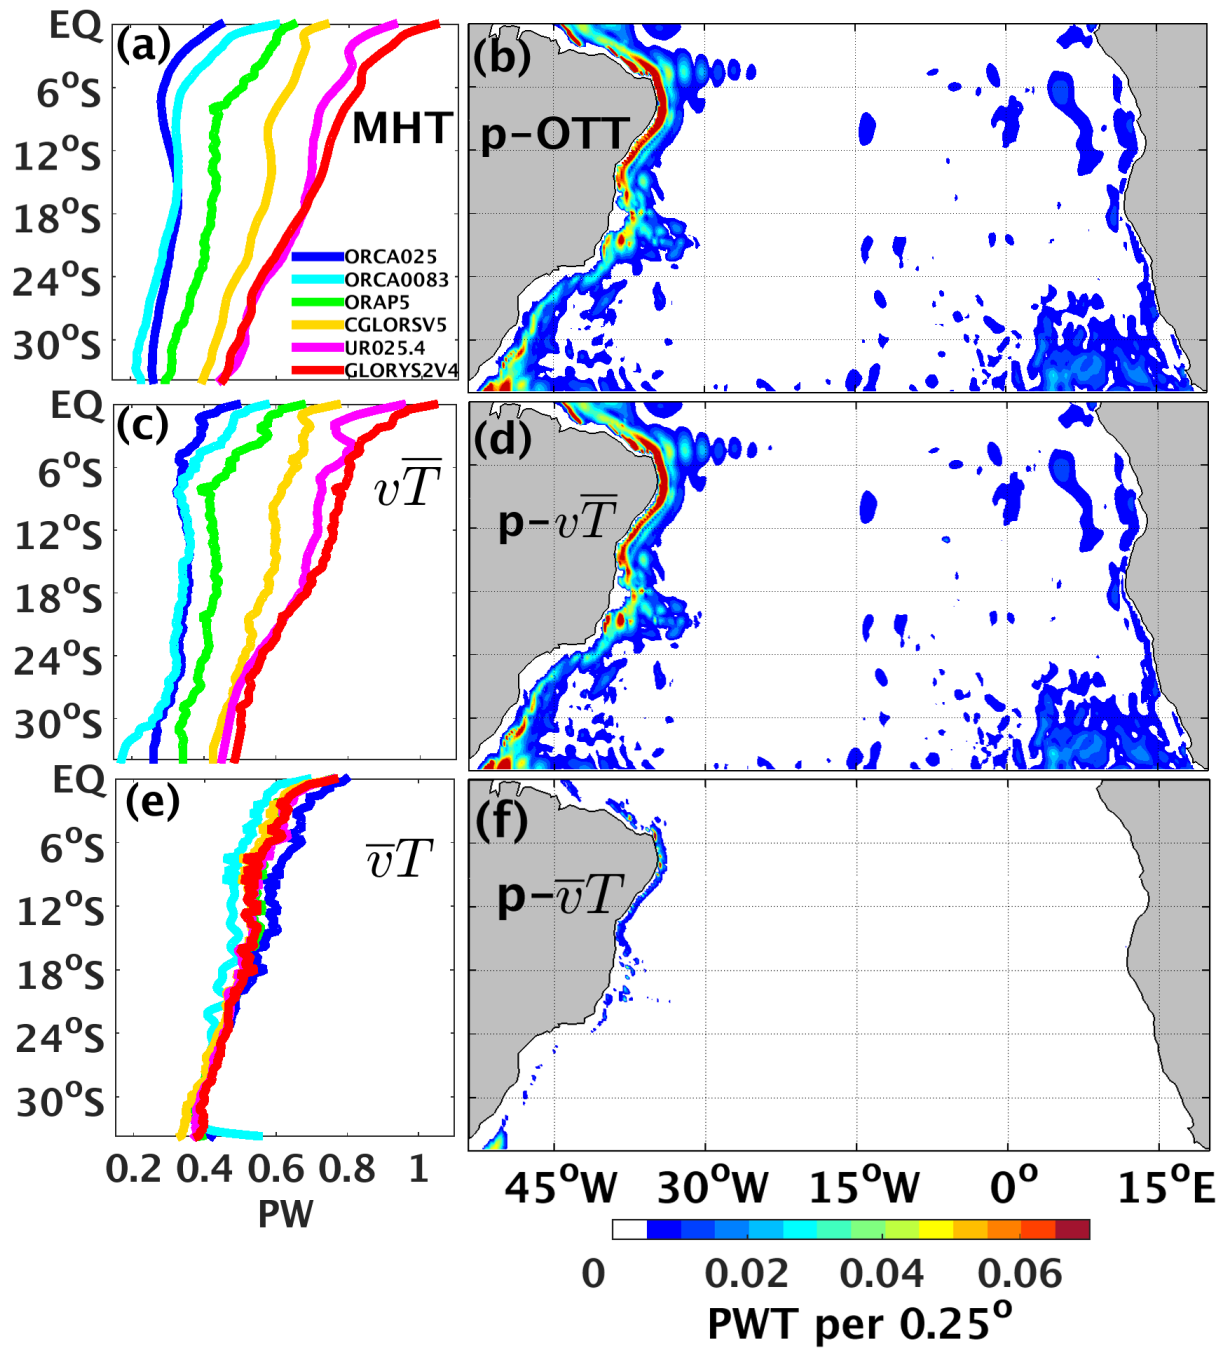 EQ
6°S
12°S
18°S
24°S
30°S
(a)
MHT
ORCA025
ORCA0083
ORAP5
CGLORSV5
UR025.4
GLORYS2V4
(b)
p-OTT
EQ
6°S
12°S
18°S
24°S
30°S
(c)
vT̅
(d)
p-vT̅
EQ
6°S
12°S
18°S
24°S
30°S
(e)
v̅T
(f)
p-v̅T
0.2 0.4 0.6 0.8 1
PW
45°W 30°W 15°W 0° 15°E
0 0.02 0.04 0.06
PWT per 0.25°